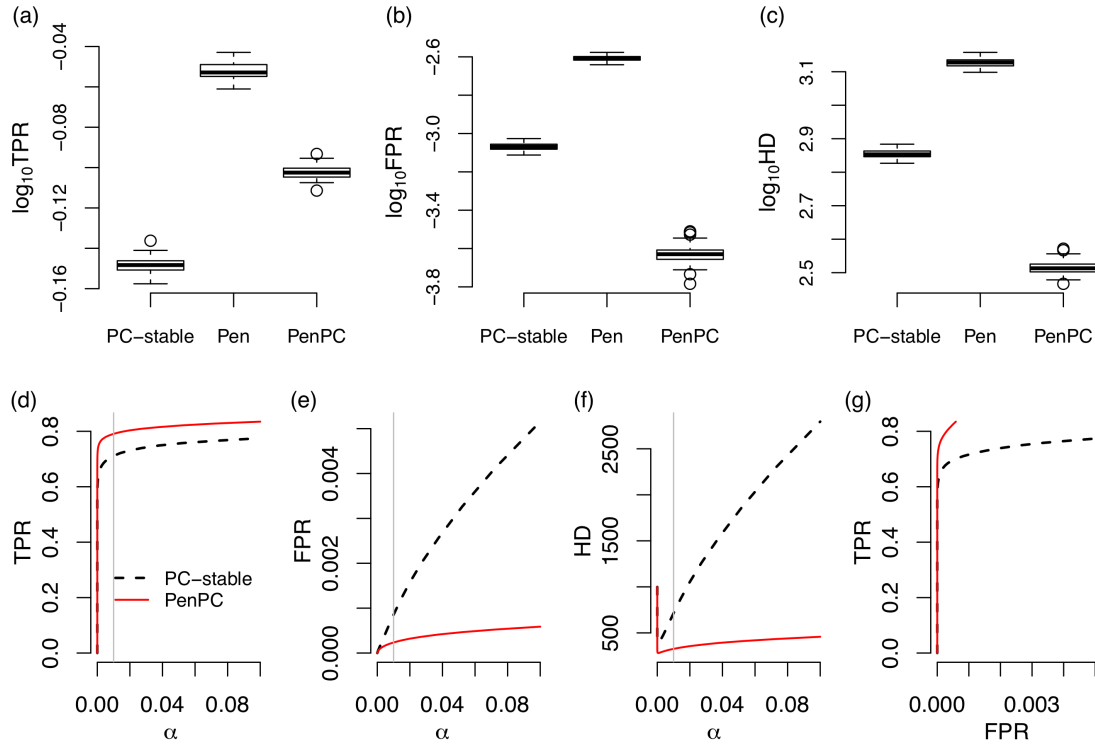 (a)
log10TPR
−0.04
−0.08
−0.12
−0.16
PC−stable Pen PenPC
(b)
log10FPR
−2.6
−3.0
−3.4
−3.8
PC−stable Pen PenPC
(c)
log10HD
3.1
2.9
2.7
2.5
PC−stable Pen PenPC
(d)
TPR
0.8
0.6
0.4
0.2
0.0
PC−stable
PenPC
0.00 0.04 0.08
α
(e)
FPR
0.004
0.002
0.000
0.00 0.04 0.08
α
(f)
HD
2500
1500
500
0.00 0.04 0.08
α
(g)
TPR
0.8
0.6
0.4
0.2
0.0
0.000 0.003
FPR